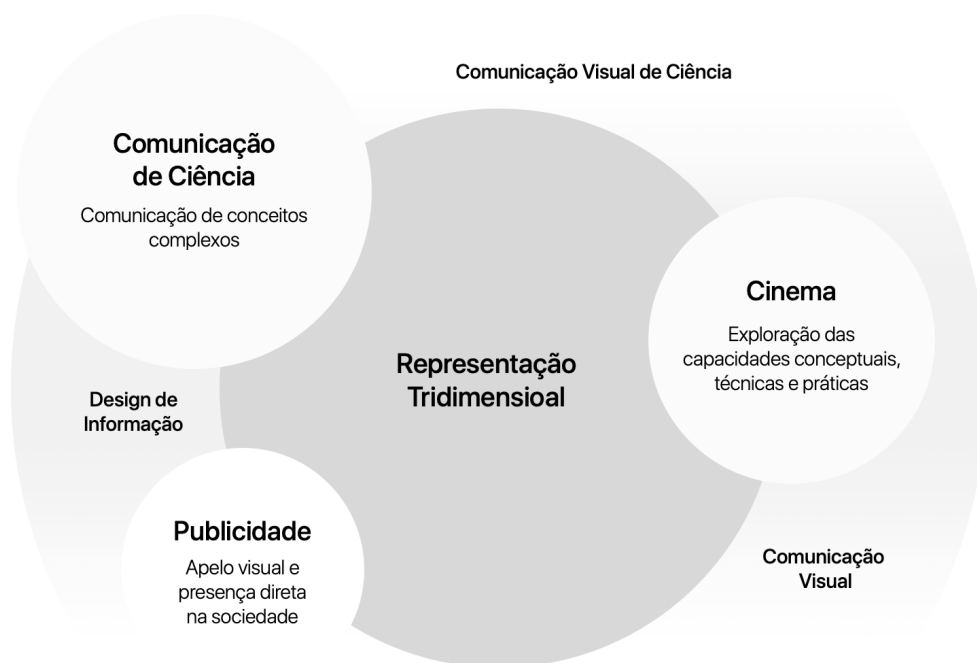 Comunicação Visual de Ciência
Comunicação
de Ciência
Comunicação de conceitos
complexos
Cinema
Exploração das
capacidades conceptuais,
técnicas e práticas
Representação
Tridimensioal
Design de
Informação
Publicidade
Apelo visual e
presença direta
na sociedade
Comunicação
Visual